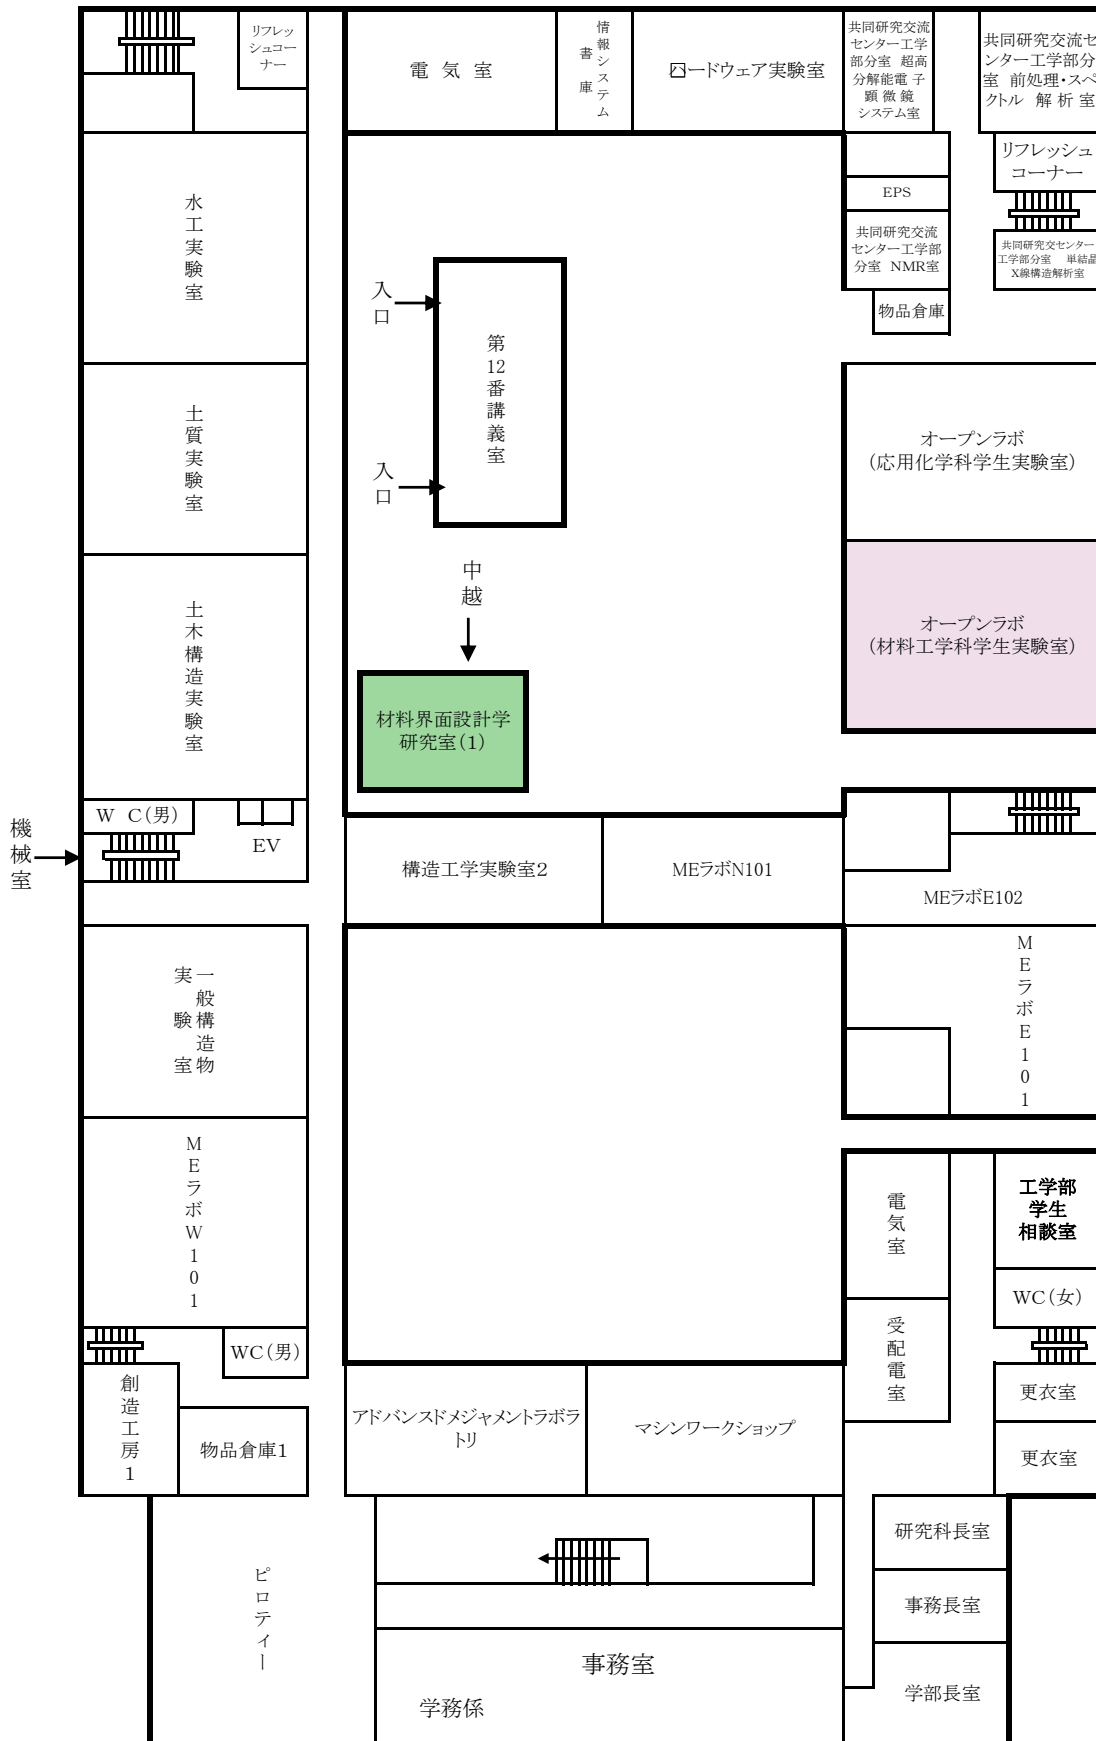 リフレッ
シュコー
ナー
電 気 室
情報システム
書 庫
ハードウェア実験室
共同研究交流
センター工学
部分室 超高
分解能電子
顕 微 鏡
システム室
共同研究交流セ
ンター工学部分
室 前処理・スペ
クトル 解 析 室
リフレッシュ
コーナー
水工実験室
EPS
共同研究交流
センター工学部
分室 NMR室
共同研究交センター
工学部分室 単結晶
X線構造解析室
物品倉庫
入口
第12番講義室
入口
土質実験室
オープンラボ
(応用化学科学生実験室)
中越
土木構造実験室
オープンラボ
(材料工学科学生実験室)
材料界面設計学
研究室(1)
W C(男)
EV
機械室
構造工学実験室2
MEラボN101
MEラボE102
一般構造物
実験室
MEラボE101
MEラボW101
電気室
工学部
学生
相談室
WC(女)
WC(男)
受配電室
創造工房1
物品倉庫1
アドバンスドメジャメントラボラ
トリ
マシンワークショップ
更衣室
更衣室
研究科長室
ピロティー
事務長室
事務室
学務係
学部長室